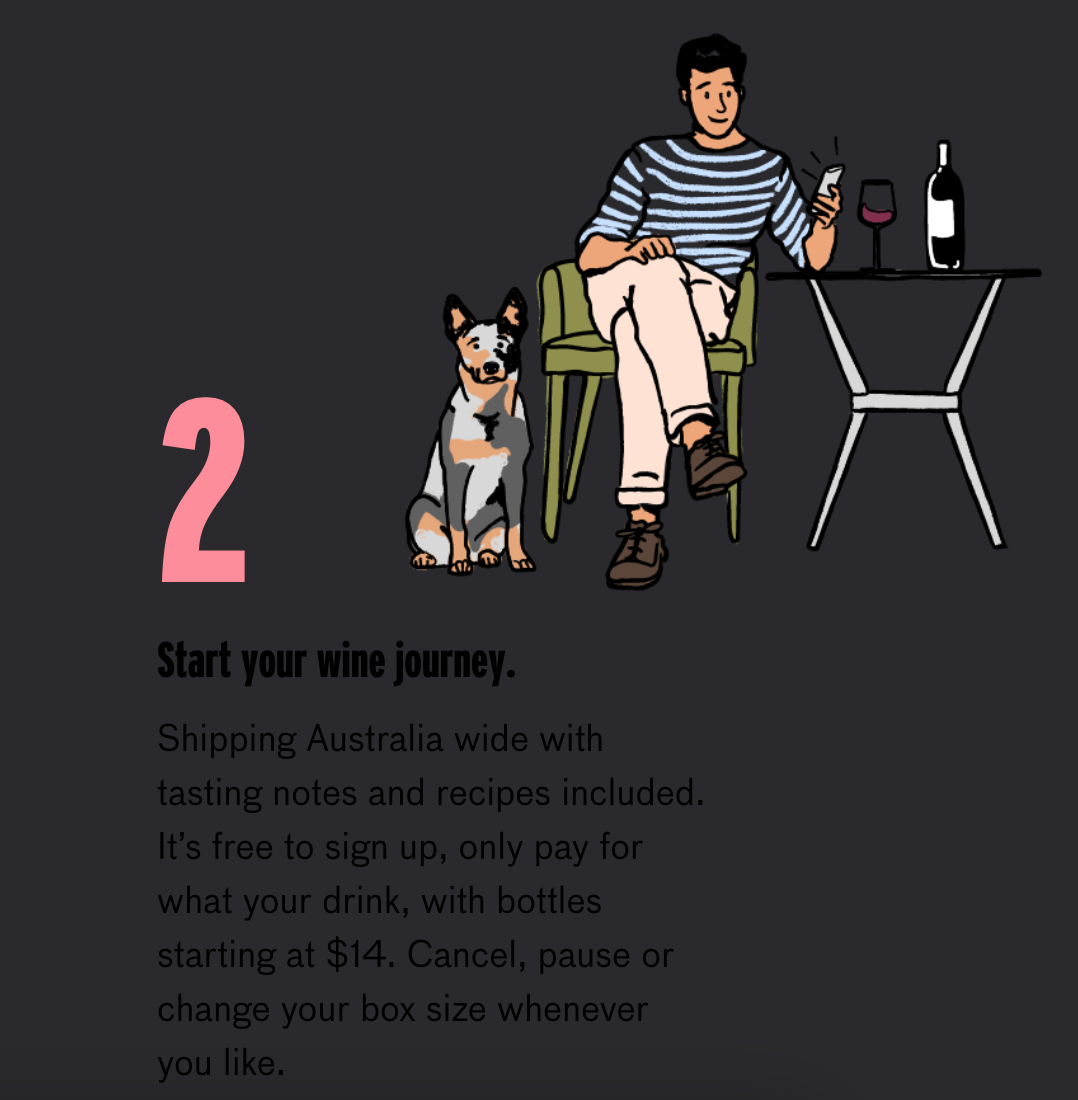 2
Start your wine journey.
Shipping Australia wide with
tasting notes and recipes included.
It’s free to sign up, only pay for
what your drink, with bottles
starting at $14. Cancel, pause or
change your box size whenever
you like.